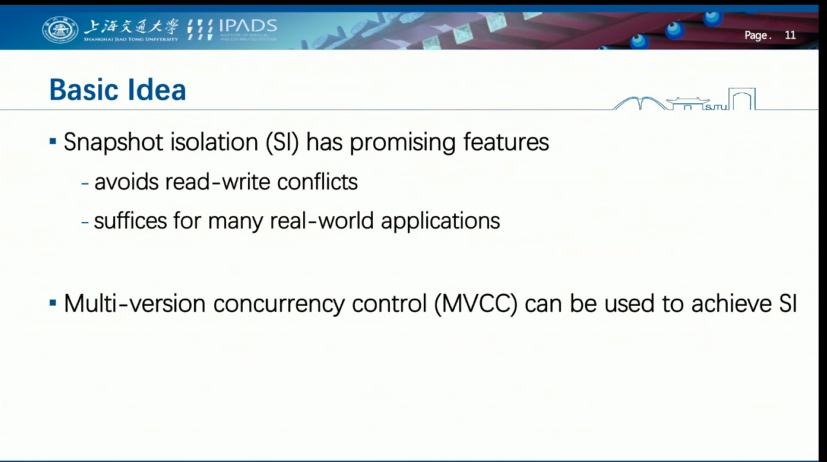 上海交通大学
SHANGHAI JIAO TONG UNIVERSITY
IPADS
Page. 11
Basic Idea
SJTU
▪ Snapshot isolation (SI) has promising features
- avoids read-write conflicts
- suffices for many real-world applications
▪ Multi-version concurrency control (MVCC) can be used to achieve SI